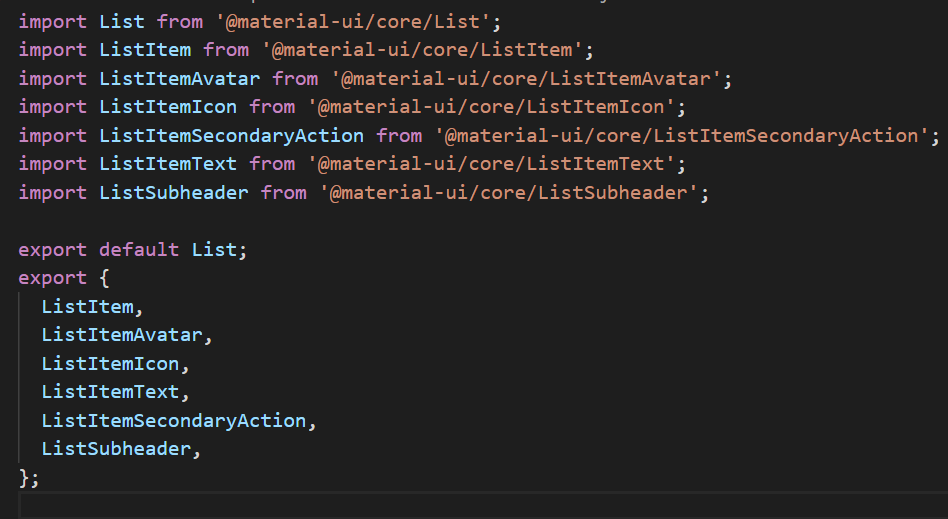 import List from '@material-ui/core/List';
import ListItem from '@material-ui/core/ListItem';
import ListItemAvatar from '@material-ui/core/ListItemAvatar';
import ListItemIcon from '@material-ui/core/ListItemIcon';
import ListItemSecondaryAction from '@material-ui/core/ListItemSecondaryAction';
import ListItemText from '@material-ui/core/ListItemText';
import ListSubheader from '@material-ui/core/ListSubheader';

export default List;
export {
  ListItem,
  ListItemAvatar,
  ListItemIcon,
  ListItemText,
  ListItemSecondaryAction,
  ListSubheader,
};